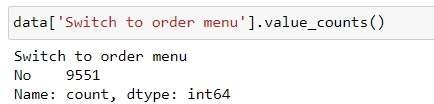 data['Switch to order menu'].value_counts()
Switch to order menu
No    9551
Name: count, dtype: int64